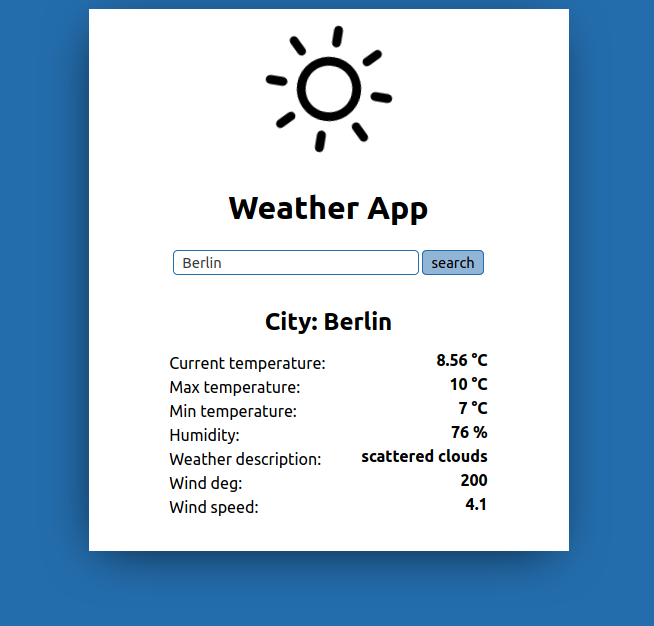 Weather App
Berlin search
City: Berlin
Current temperature: 8.56 °C
Max temperature: 10 °C
Min temperature: 7 °C
Humidity: 76 %
Weather description: scattered clouds
Wind deg: 200
Wind speed: 4.1